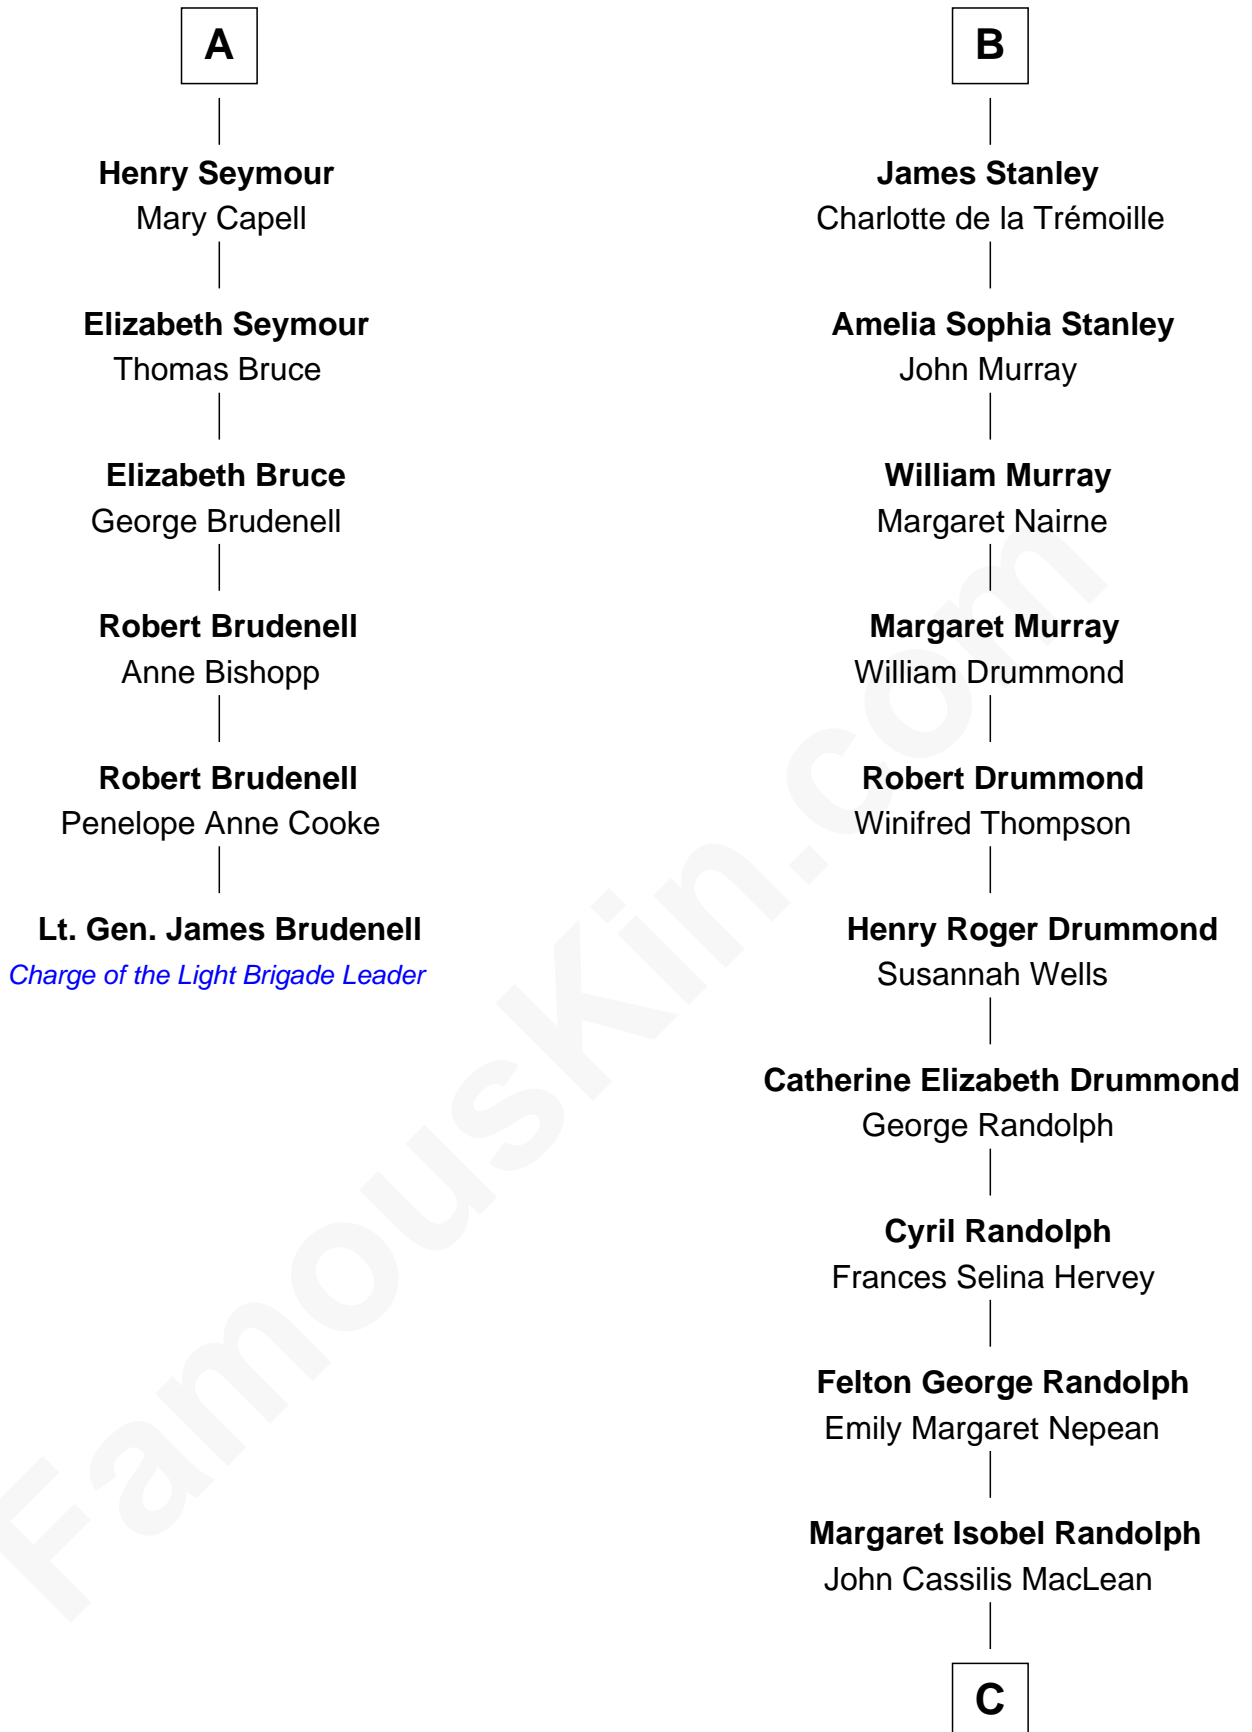 A
Henry Seymour
Mary Capell
Elizabeth Seymour
Thomas Bruce
Elizabeth Bruce
George Brudenell
Robert Brudenell
Anne Bishopp
Robert Brudenell
Penelope Anne Cooke
Lt. Gen. James Brudenell
Charge of the Light Brigade Leader
B
James Stanley
Charlotte de la Trémoille
Amelia Sophia Stanley
John Murray
William Murray
Margaret Nairne
Margaret Murray
William Drummond
Robert Drummond
Winifred Thompson
Henry Roger Drummond
Susannah Wells
Catherine Elizabeth Drummond
George Randolph
Cyril Randolph
Frances Selina Hervey
Felton George Randolph
Emily Margaret Nepean
Margaret Isobel Randolph
John Cassilis MacLean
C
FamousKin.com